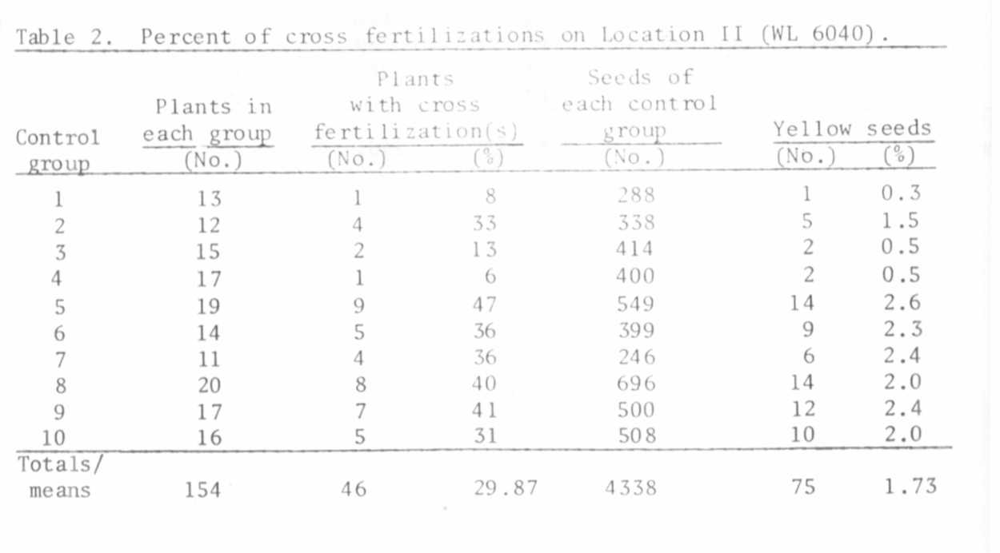 Table 2. Percent of cross fertilizations on Location II (WL 6040).
Plants Seeds of
Plants in with cross each control
Control each group fertilization(s) group Yellow seeds
group (No.) (No.) (%) (No.) (No.) (%)
1 13 1 8 288 1 0.3
2 12 4 33 338 5 1.5
3 15 2 13 414 2 0.5
4 17 1 6 400 2 0.5
5 19 9 47 549 14 2.6
6 14 5 36 399 9 2.3
7 11 4 36 246 6 2.4
8 20 8 40 696 14 2.0
9 17 7 41 500 12 2.4
10 16 5 31 508 10 2.0
Totals/
means 154 46 29.87 4338 75 1.73